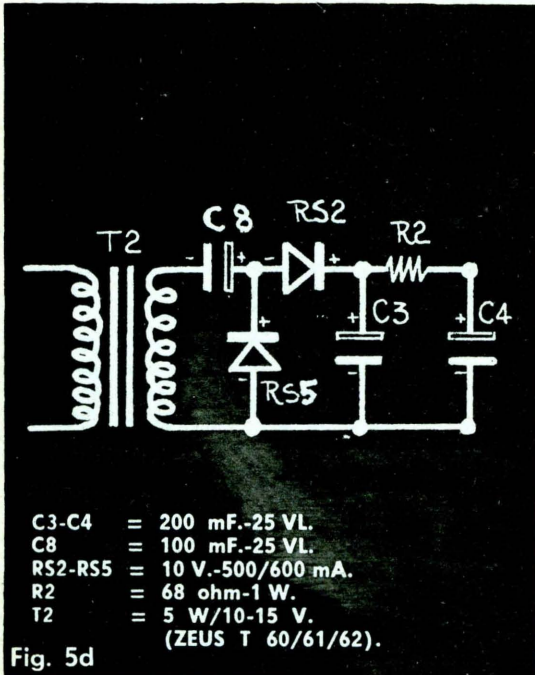 T2
- C 8 +
- RS2 +
R2
+ C3 -
+ C4 -
+ RS5 -
C3-C4 = 200 mF.-25 VL.
C8 = 100 mF.-25 VL.
RS2-RS5 = 10 V.-500/600 mA.
R2 = 68 ohm-1 W.
T2 = 5 W/10-15 V.
(ZEUS T 60/61/62).
Fig. 5d